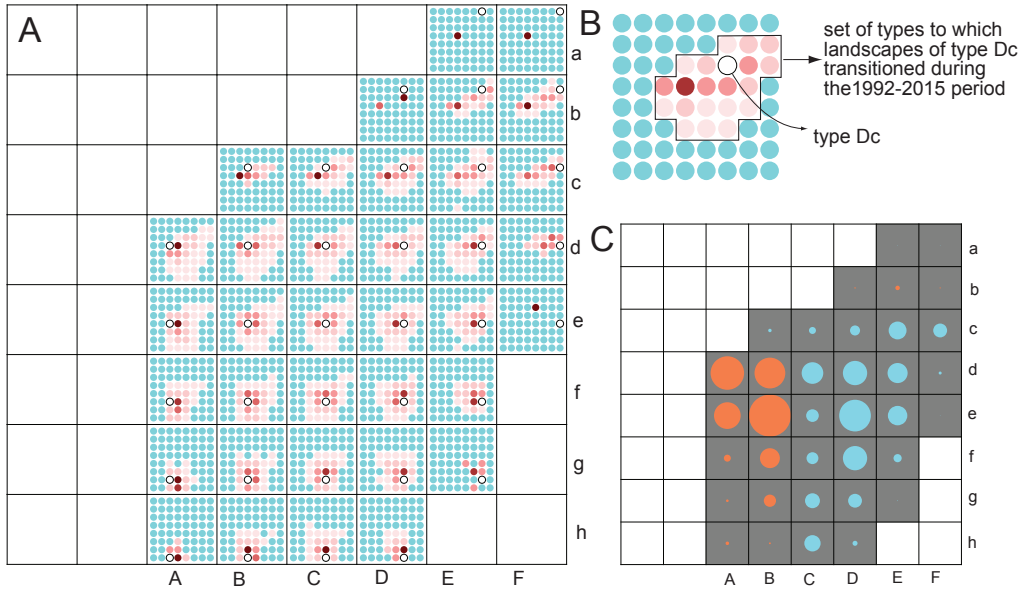 A
a
b
c
d
e
f
g
h
A B C D E F
B
set of types to which
landscapes of type Dc
transitioned during
the1992-2015 period
type Dc
C
a
b
c
d
e
f
g
h
A B C D E F